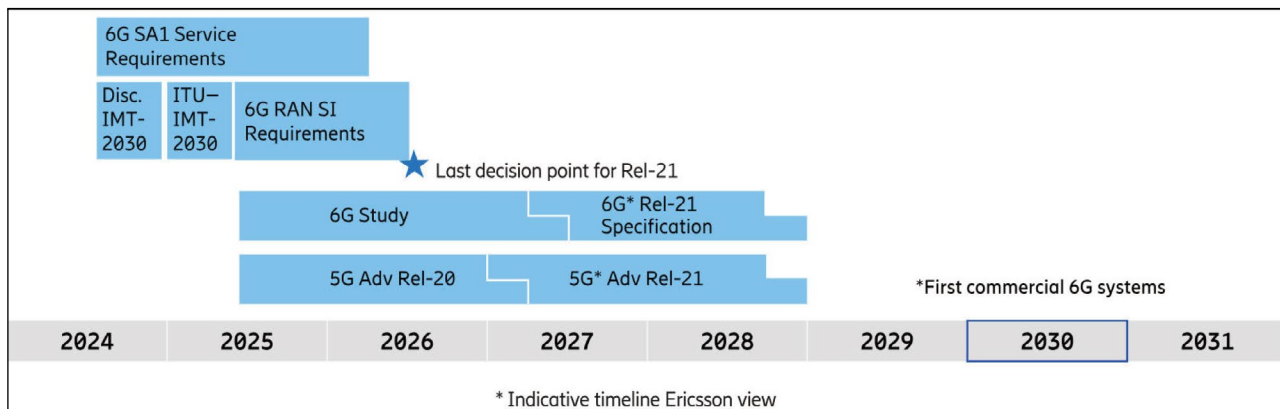 6G SA1 Service
Requirements
Disc.
IMT-
2030
ITU–
IMT-
2030
6G RAN SI
Requirements
Last decision point for Rel-21
6G Study
6G* Rel-21
Specification
5G Adv Rel-20
5G* Adv Rel-21
*First commercial 6G systems
2024 2025 2026 2027 2028 2029 2030 2031
* Indicative timeline Ericsson view